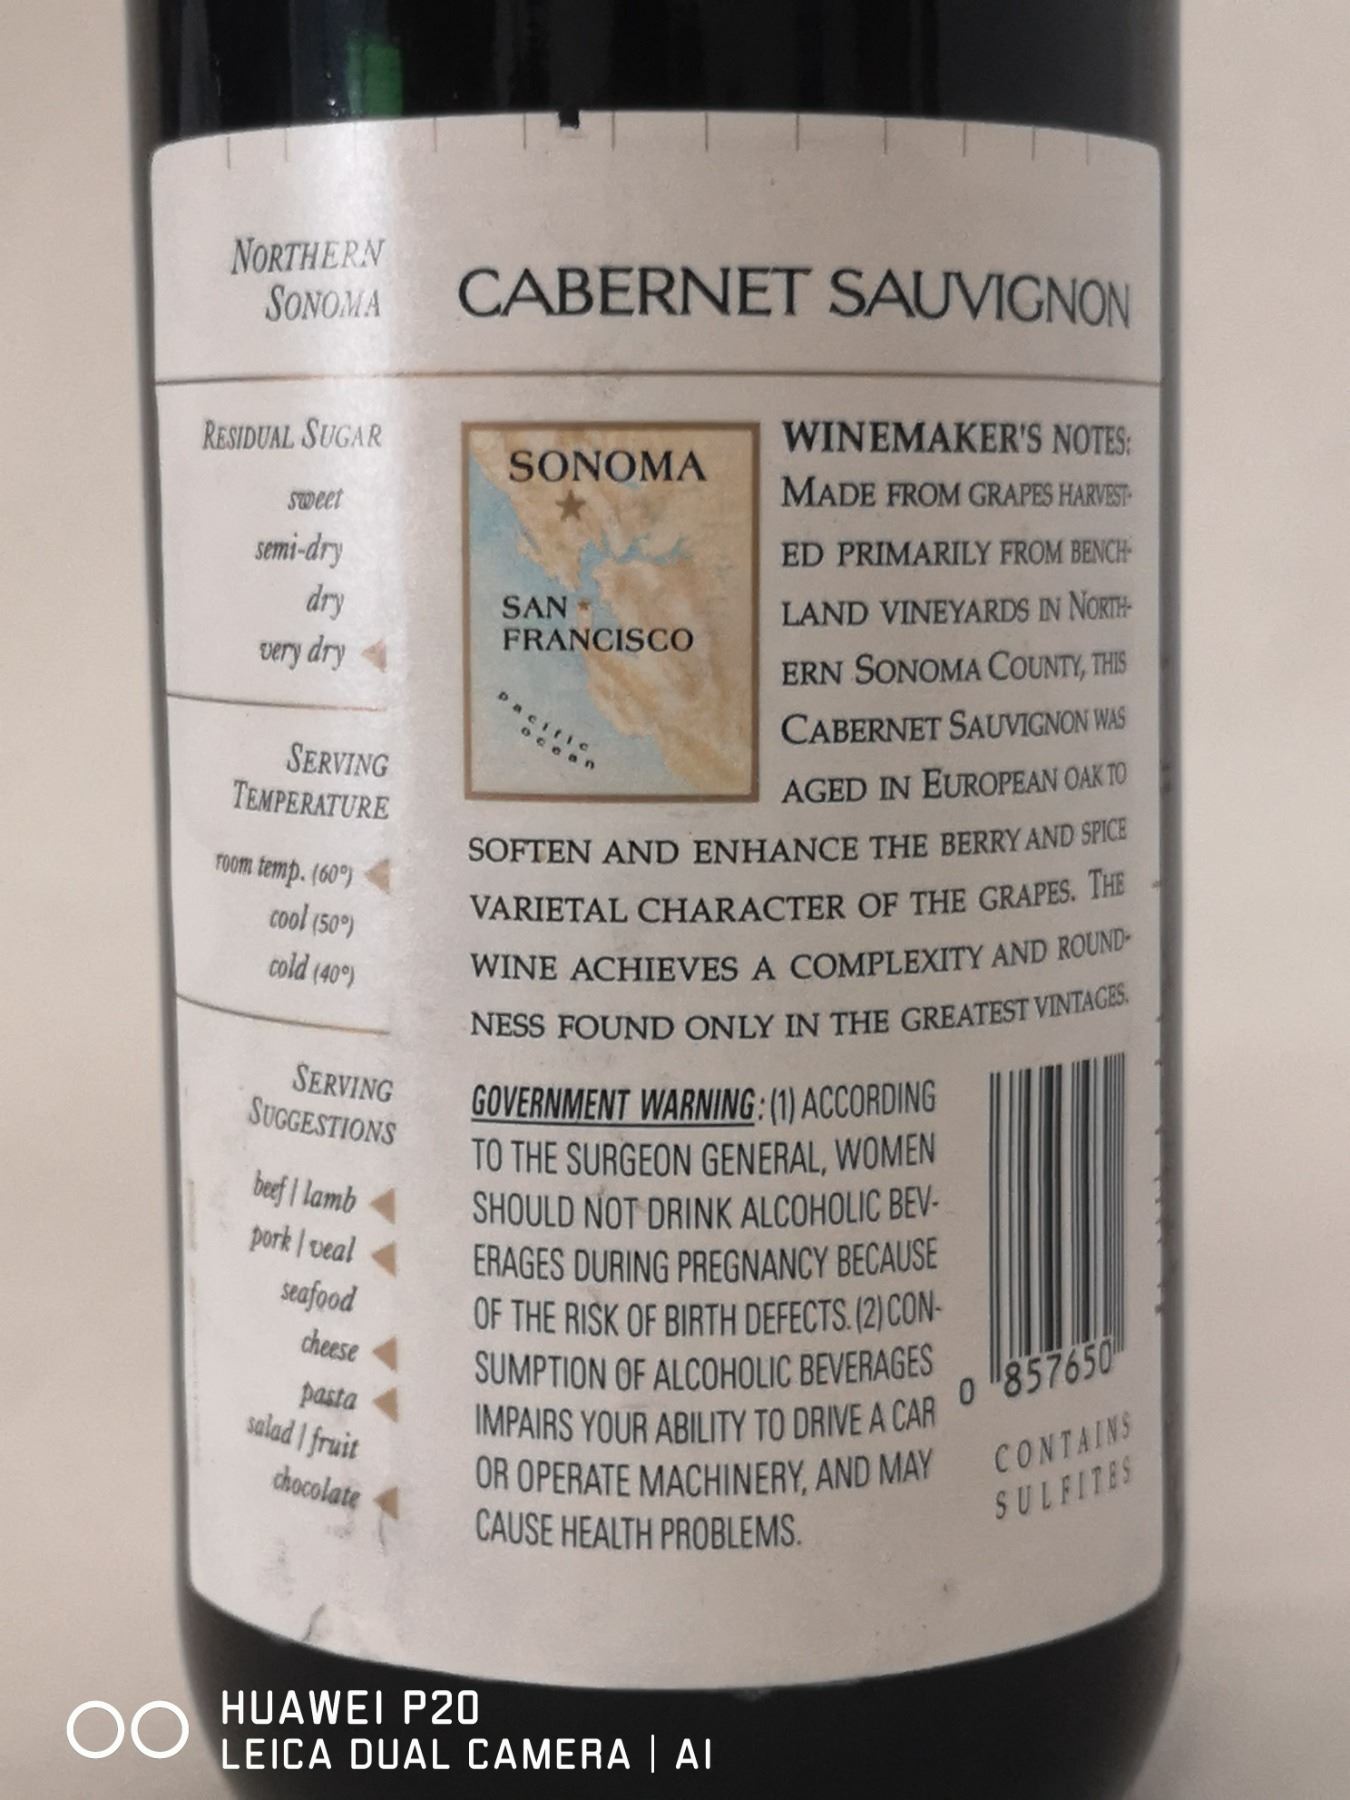 NORTHERN
SONOMA
CABERNET SAUVIGNON
RESIDUAL SUGAR
sweet
semi-dry
dry
very dry
SERVING
TEMPERATURE
room temp. (60°)
cool (50°)
cold (40°)
SERVING
SUGGESTIONS
beef | lamb
pork | veal
seafood
cheese
pasta
salad | fruit
chocolate
SONOMA
SAN
FRANCISCO
pacific
ocean
WINEMAKER'S NOTES:
MADE FROM GRAPES HARVEST-
ED PRIMARILY FROM BENCH-
LAND VINEYARDS IN NORTH-
ERN SONOMA COUNTY, THIS
CABERNET SAUVIGNON WAS
AGED IN EUROPEAN OAK TO
SOFTEN AND ENHANCE THE BERRY AND SPICE
VARIETAL CHARACTER OF THE GRAPES. THE
WINE ACHIEVES A COMPLEXITY AND ROUND-
NESS FOUND ONLY IN THE GREATEST VINTAGES.
GOVERNMENT WARNING: (1) ACCORDING
TO THE SURGEON GENERAL, WOMEN
SHOULD NOT DRINK ALCOHOLIC BEV-
ERAGES DURING PREGNANCY BECAUSE
OF THE RISK OF BIRTH DEFECTS. (2) CON-
SUMPTION OF ALCOHOLIC BEVERAGES
IMPAIRS YOUR ABILITY TO DRIVE A CAR
OR OPERATE MACHINERY, AND MAY
CAUSE HEALTH PROBLEMS.
0 857650
CONTAINS
SULFITES
HUAWEI P20
LEICA DUAL CAMERA | AI